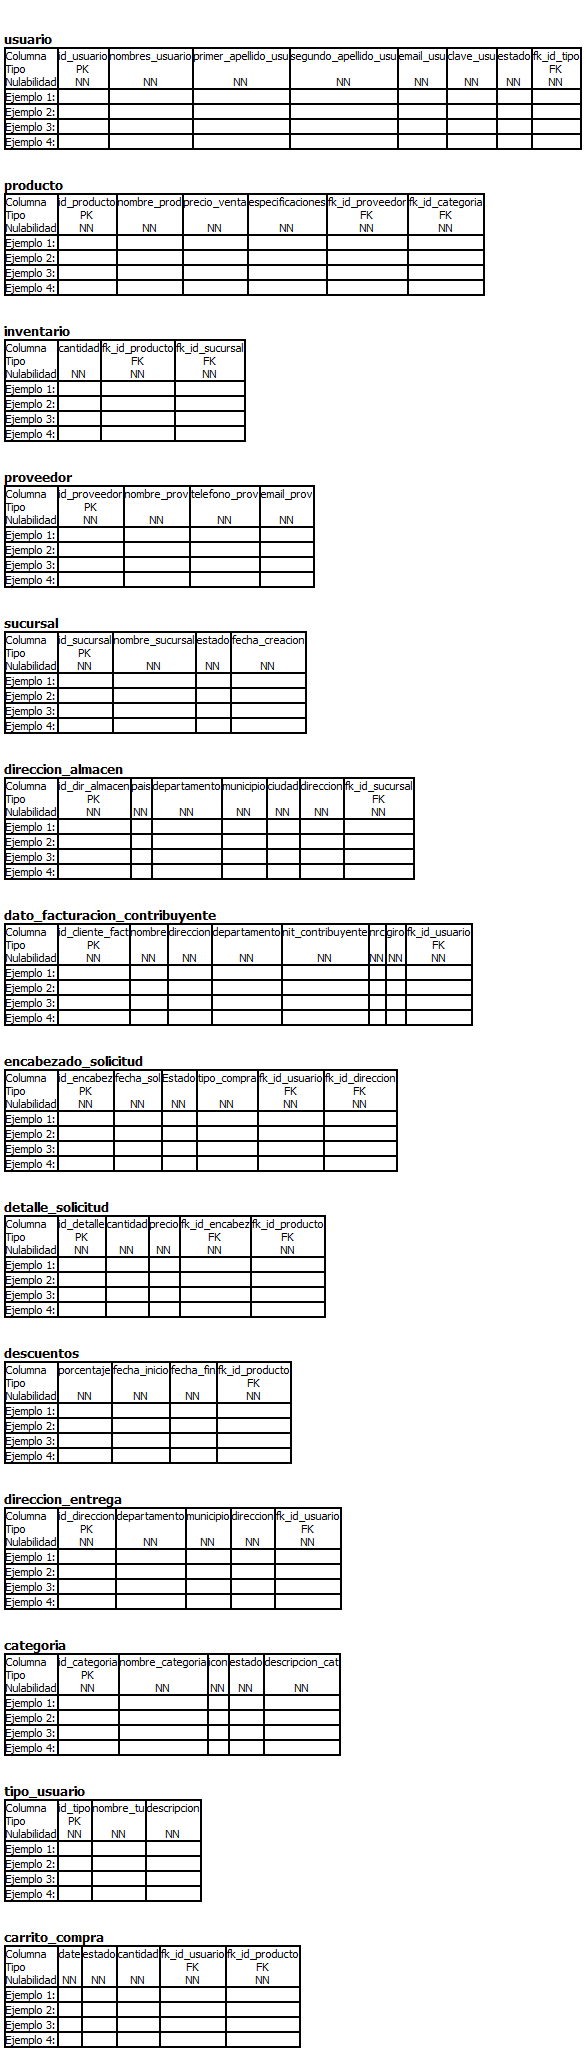 usuario
Columna id_usuario nombres_usuario primer_apellido_usu segundo_apellido_usu email_usu clave_usu estado fk_id_tipo
Tipo PK FK
Nulabilidad NN NN NN NN NN NN NN NN
Ejemplo 1:
Ejemplo 2:
Ejemplo 3:
Ejemplo 4:
producto
Columna id_producto nombre_prod precio_venta especificaciones fk_id_proveedor fk_id_categoria
Tipo PK FK FK
Nulabilidad NN NN NN NN NN NN
Ejemplo 1:
Ejemplo 2:
Ejemplo 3:
Ejemplo 4:
inventario
Columna cantidad fk_id_producto fk_id_sucursal
Tipo FK FK
Nulabilidad NN NN NN
Ejemplo 1:
Ejemplo 2:
Ejemplo 3:
Ejemplo 4:
proveedor
Columna id_proveedor nombre_prov telefono_prov email_prov
Tipo PK
Nulabilidad NN NN NN NN
Ejemplo 1:
Ejemplo 2:
Ejemplo 3:
Ejemplo 4:
sucursal
Columna id_sucursal nombre_sucursal estado fecha_creacion
Tipo PK
Nulabilidad NN NN NN NN
Ejemplo 1:
Ejemplo 2:
Ejemplo 3:
Ejemplo 4:
direccion_almacen
Columna id_dir_almacen pais departamento municipio ciudad direccion fk_id_sucursal
Tipo PK FK
Nulabilidad NN NN NN NN NN NN NN
Ejemplo 1:
Ejemplo 2:
Ejemplo 3:
Ejemplo 4:
dato_facturacion_contribuyente
Columna id_cliente_fact nombre direccion departamento nit_contribuyente nrc giro fk_id_usuario
Tipo PK FK
Nulabilidad NN NN NN NN NN NN NN NN
Ejemplo 1:
Ejemplo 2:
Ejemplo 3:
Ejemplo 4:
encabezado_solicitud
Columna id_encabez fecha_sol Estado tipo_compra fk_id_usuario fk_id_direccion
Tipo PK FK FK
Nulabilidad NN NN NN NN NN NN
Ejemplo 1:
Ejemplo 2:
Ejemplo 3:
Ejemplo 4:
detalle_solicitud
Columna id_detalle cantidad precio fk_id_encabez fk_id_producto
Tipo PK FK FK
Nulabilidad NN NN NN NN NN
Ejemplo 1:
Ejemplo 2:
Ejemplo 3:
Ejemplo 4:
descuentos
Columna porcentaje fecha_inicio fecha_fin fk_id_producto
Tipo FK
Nulabilidad NN NN NN NN
Ejemplo 1:
Ejemplo 2:
Ejemplo 3:
Ejemplo 4:
direccion_entrega
Columna id_direccion departamento municipio direccion fk_id_usuario
Tipo PK FK
Nulabilidad NN NN NN NN NN
Ejemplo 1:
Ejemplo 2:
Ejemplo 3:
Ejemplo 4:
categoria
Columna id_categoria nombre_categoria icon estado descripcion_cat
Tipo PK
Nulabilidad NN NN NN NN NN
Ejemplo 1:
Ejemplo 2:
Ejemplo 3:
Ejemplo 4:
tipo_usuario
Columna id_tipo nombre_tu descripcion
Tipo PK
Nulabilidad NN NN NN
Ejemplo 1:
Ejemplo 2:
Ejemplo 3:
Ejemplo 4:
carrito_compra
Columna date estado cantidad fk_id_usuario fk_id_producto
Tipo FK FK
Nulabilidad NN NN NN NN NN
Ejemplo 1:
Ejemplo 2:
Ejemplo 3:
Ejemplo 4: